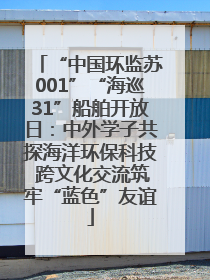 「“中国环监苏
001”“海巡
31”船舶开放
日：中外学子共
探海洋环保科技
跨文化交流筑
牢“蓝色”友谊
」